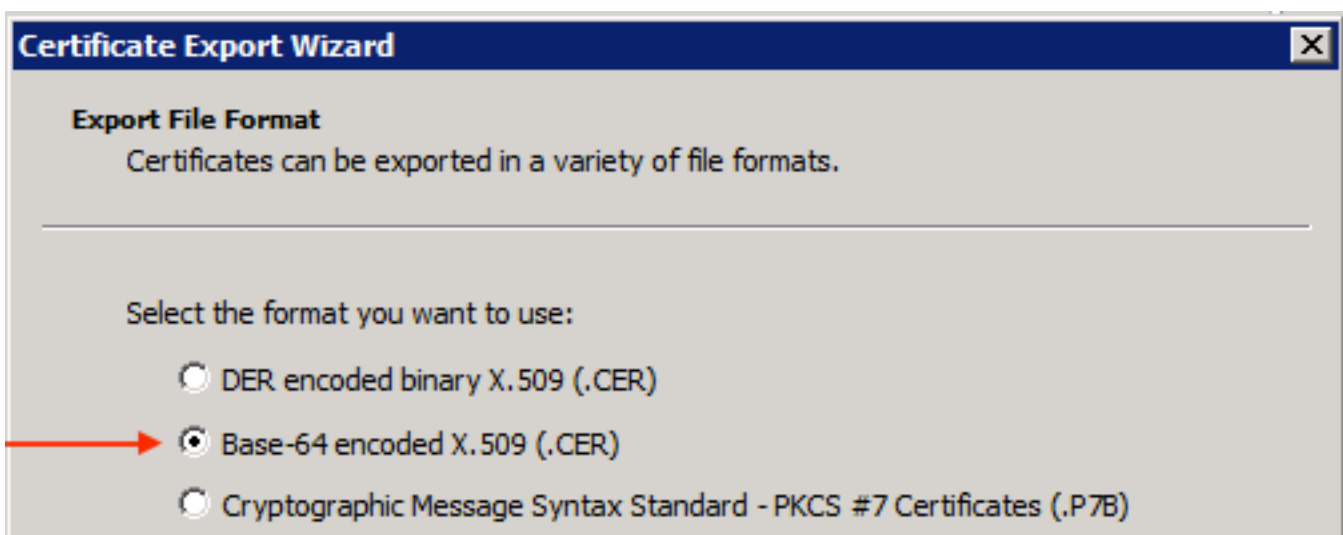 Certificate Export Wizard
Export File Format
Certificates can be exported in a variety of file formats.
Select the format you want to use:
DER encoded binary X.509 (.CER)
Base-64 encoded X.509 (.CER)
Cryptographic Message Syntax Standard - PKCS #7 Certificates (.P7B)